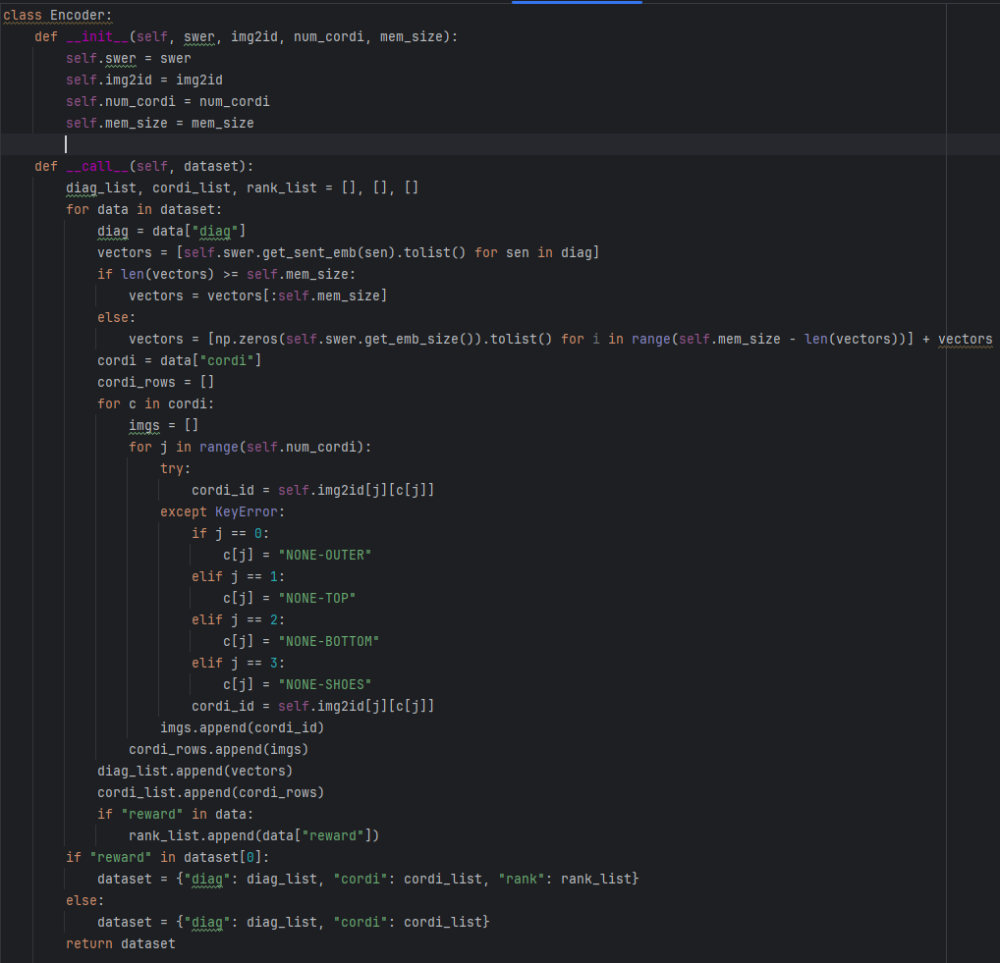 class Encoder:
    def __init__(self, swer, img2id, num_cordi, mem_size):
        self.swer = swer
        self.img2id = img2id
        self.num_cordi = num_cordi
        self.mem_size = mem_size

    def __call__(self, dataset):
        diag_list, cordi_list, rank_list = [], [], []
        for data in dataset:
            diag = data["diag"]
            vectors = [self.swer.get_sent_emb(sen).tolist() for sen in diag]
            if len(vectors) >= self.mem_size:
                vectors = vectors[:self.mem_size]
            else:
                vectors = [np.zeros(self.swer.get_emb_size()).tolist() for i in range(self.mem_size - len(vectors))] + vectors
            cordi = data["cordi"]
            cordi_rows = []
            for c in cordi:
                imgs = []
                for j in range(self.num_cordi):
                    try:
                        cordi_id = self.img2id[j][c[j]]
                    except KeyError:
                        if j == 0:
                            c[j] = "NONE-OUTER"
                        elif j == 1:
                            c[j] = "NONE-TOP"
                        elif j == 2:
                            c[j] = "NONE-BOTTOM"
                        elif j == 3:
                            c[j] = "NONE-SHOES"
                        cordi_id = self.img2id[j][c[j]]
                    imgs.append(cordi_id)
                cordi_rows.append(imgs)
            diag_list.append(vectors)
            cordi_list.append(cordi_rows)
            if "reward" in data:
                rank_list.append(data["reward"])
        if "reward" in dataset[0]:
            dataset = {"diag": diag_list, "cordi": cordi_list, "rank": rank_list}
        else:
            dataset = {"diag": diag_list, "cordi": cordi_list}
        return dataset